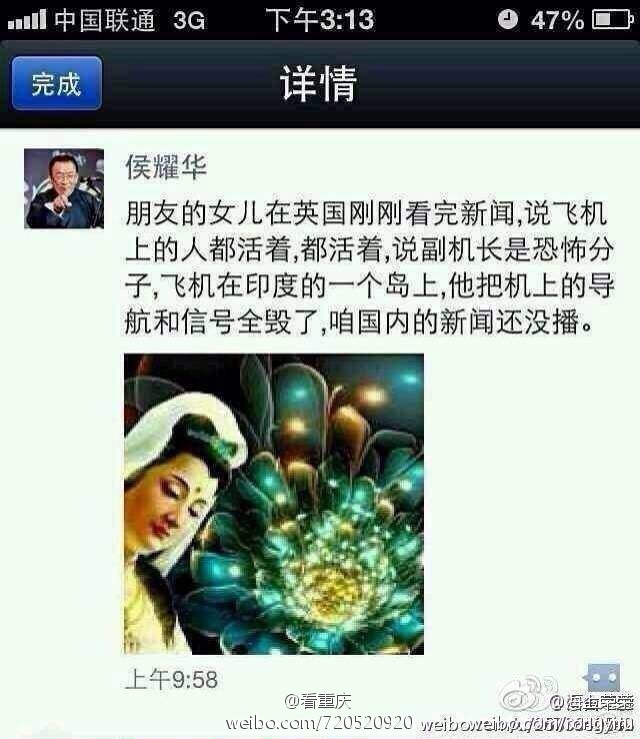 中国联通 3G 下午3:13 47%
完成 详情
侯耀华
朋友的女儿在英国刚刚看完新闻,说飞机
上的人都活着,都活着,说副机长是恐怖分
子,飞机在印度的一个岛上,他把机上的导
航和信号全毁了,咱国内的新闻还没播。
上午9:58
@看重庆
weibo.com/720520920